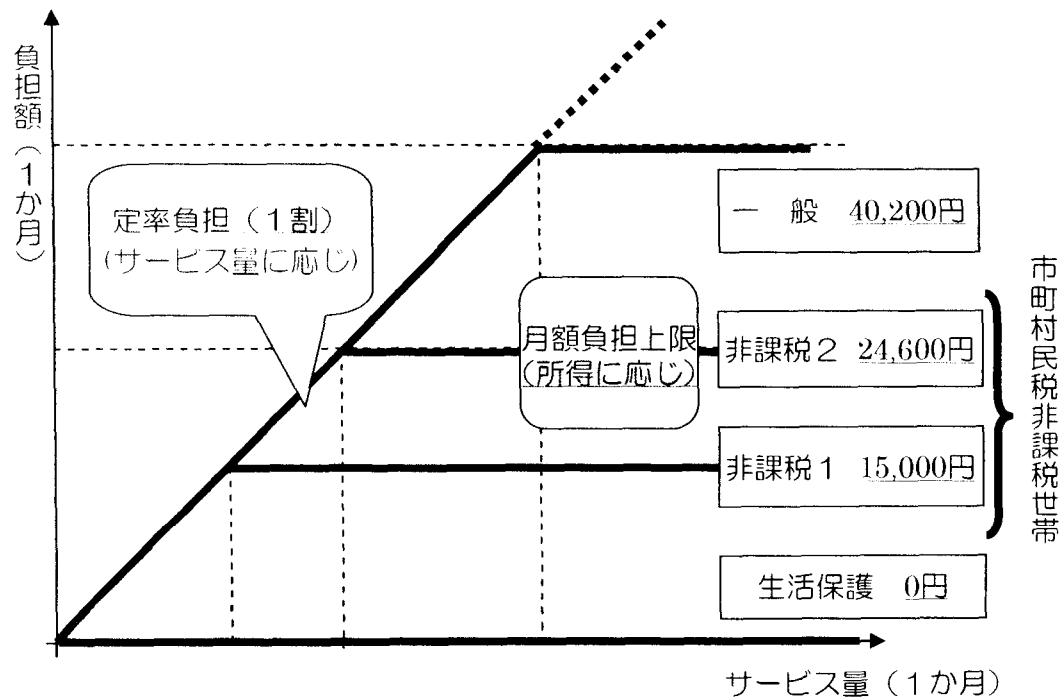 負担額（１か月）
定率負担（１割）
(サービス量に応じ)
一　般　40,200円
月額負担上限
(所得に応じ)
非課税２　24,600円
非課税１　15,000円
生活保護　0円
市町村民税非課税世帯
サービス量（１か月）